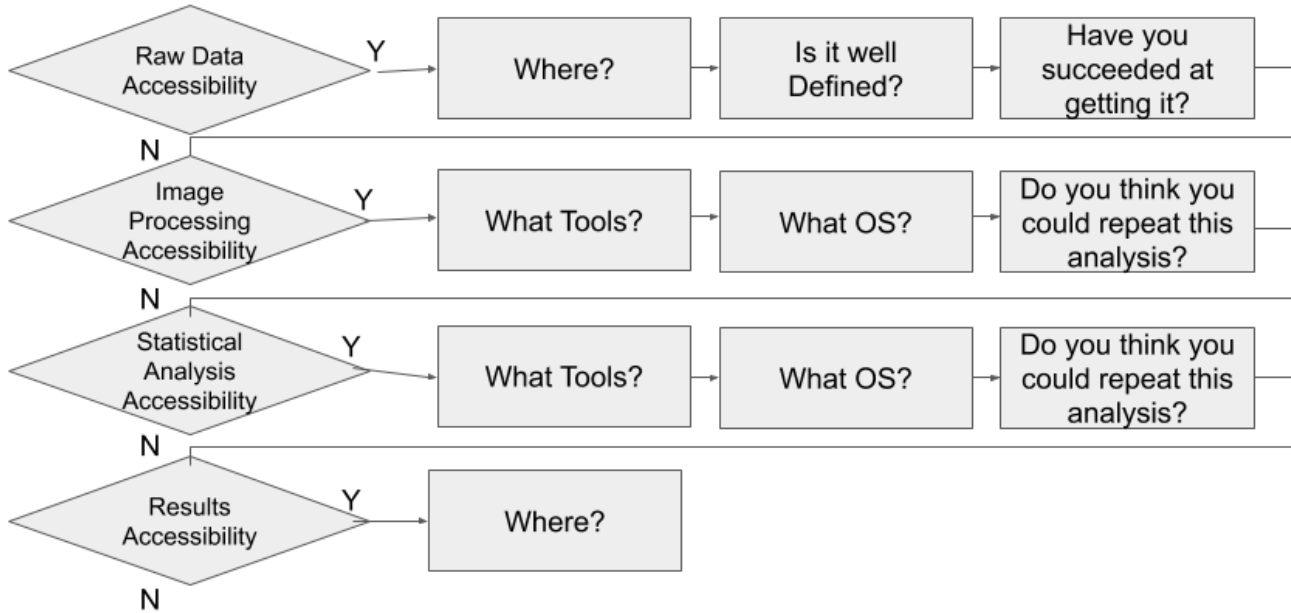 Raw Data
Accessibility
Y
Where?
Is it well
Defined?
Have you
succeeded at
getting it?
N
Image
Processing
Accessibility
Y
What Tools?
What OS?
Do you think you
could repeat this
analysis?
N
Statistical
Analysis
Accessibility
Y
What Tools?
What OS?
Do you think you
could repeat this
analysis?
N
Results
Accessibility
Y
Where?
N